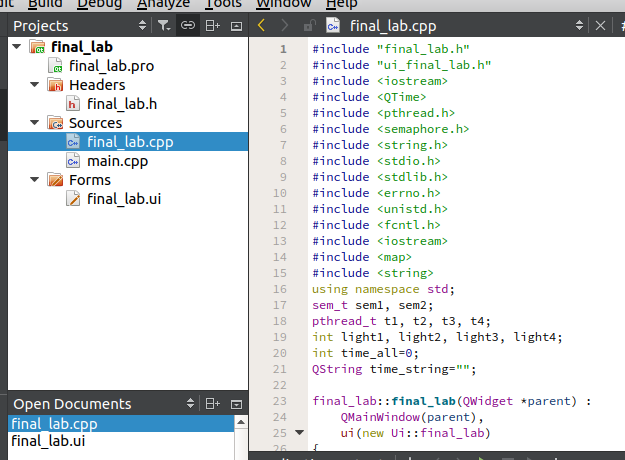 Build Debug Analyze Tools Window Help
Projects
final_lab
final_lab.pro
Headers
final_lab.h
Sources
final_lab.cpp
main.cpp
Forms
final_lab.ui
Open Documents
final_lab.cpp
final_lab.ui
final_lab.cpp
1 #include "final_lab.h"
2 #include "ui_final_lab.h"
3 #include <iostream>
4 #include <QTime>
5 #include <pthread.h>
6 #include <semaphore.h>
7 #include <string.h>
8 #include <stdio.h>
9 #include <stdlib.h>
10 #include <errno.h>
11 #include <unistd.h>
12 #include <fcntl.h>
13 #include <iostream>
14 #include <map>
15 #include <string>
16 using namespace std;
17 sem_t sem1, sem2;
18 pthread_t t1, t2, t3, t4;
19 int light1, light2, light3, light4;
20 int time_all=0;
21 QString time_string="";
22
23 final_lab::final_lab(QWidget *parent) :
24 QMainWindow(parent),
25 ui(new Ui::final_lab)
26 {